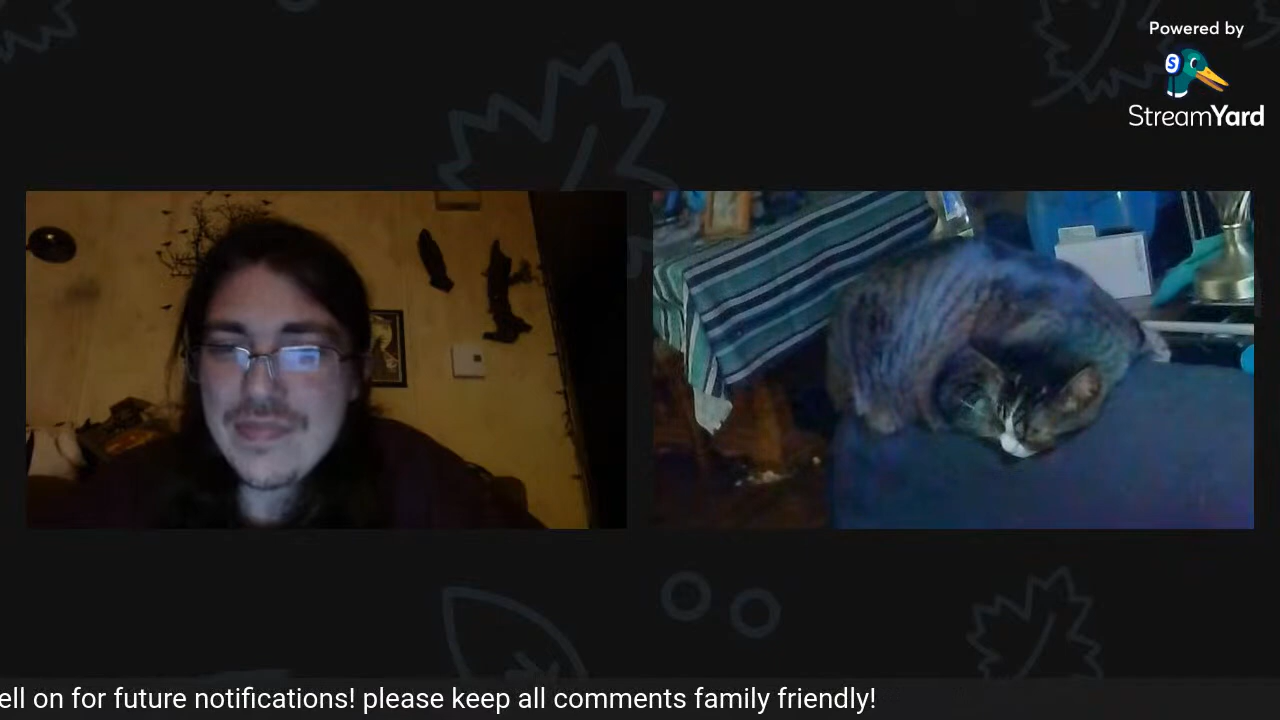 Powered by
S
StreamYard
ell on for future notifications! please keep all comments family friendly!